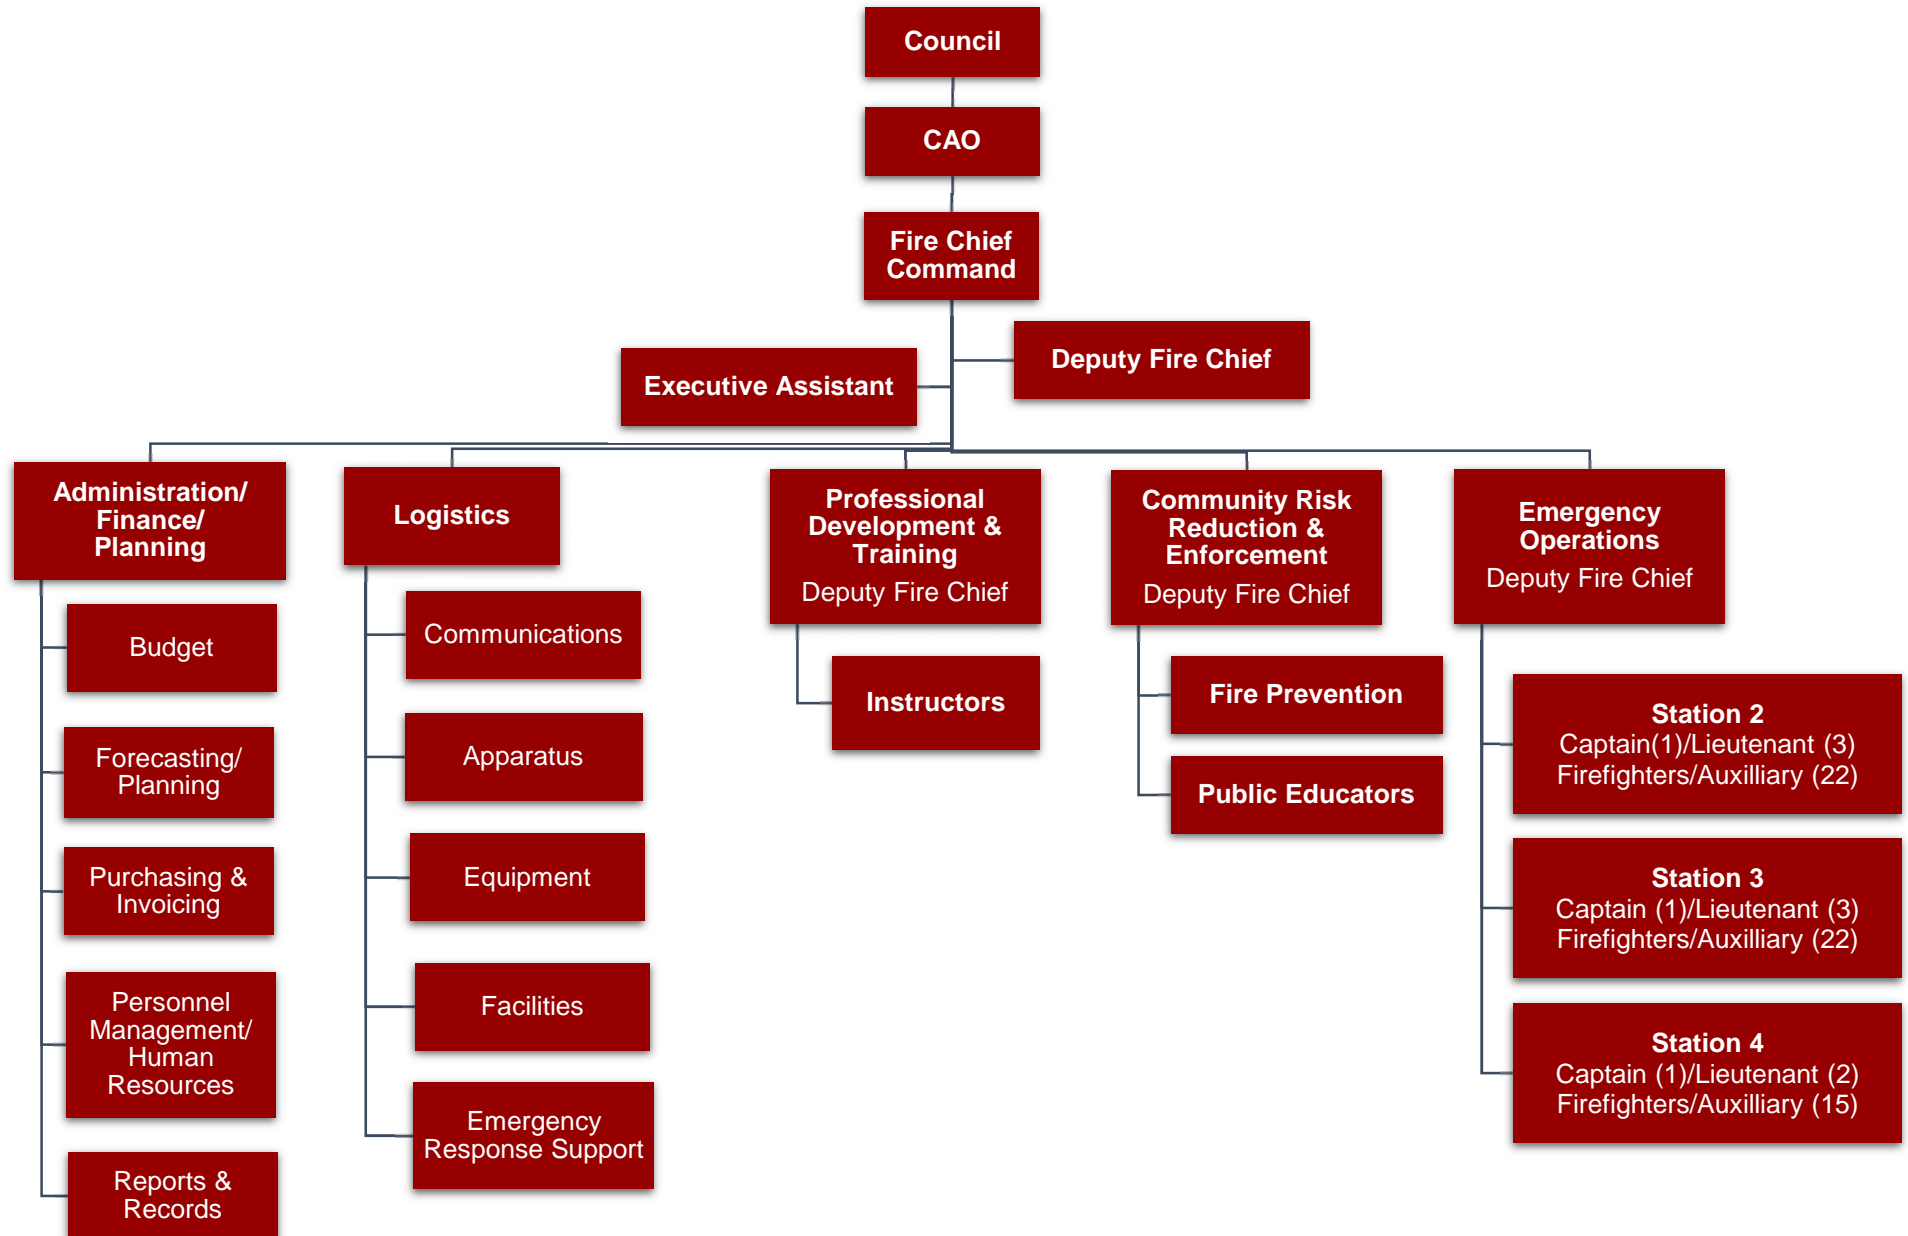 Council
CAO
Fire Chief
Command
Deputy Fire Chief
Executive Assistant
Administration/
Finance/
Planning
Budget
Forecasting/
Planning
Purchasing &
Invoicing
Personnel
Management/
Human
Resources
Reports &
Records
Logistics
Communications
Apparatus
Equipment
Facilities
Emergency
Response Support
Professional
Development &
Training
Deputy Fire Chief
Instructors
Community Risk
Reduction &
Enforcement
Deputy Fire Chief
Fire Prevention
Public Educators
Emergency
Operations
Deputy Fire Chief
Station 2
Captain(1)/Lieutenant (3)
Firefighters/Auxilliary (22)
Station 3
Captain (1)/Lieutenant (3)
Firefighters/Auxilliary (22)
Station 4
Captain (1)/Lieutenant (2)
Firefighters/Auxilliary (15)